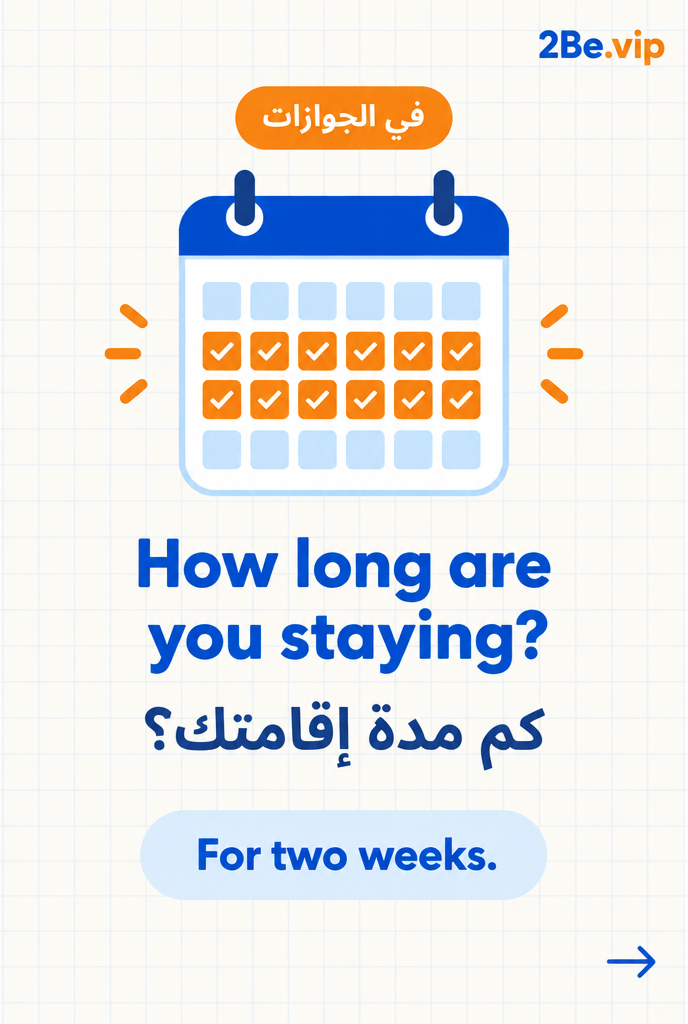 2Be.vip
في الجوازات
How long are
you staying?
كم مدة إقامتك؟
For two weeks.